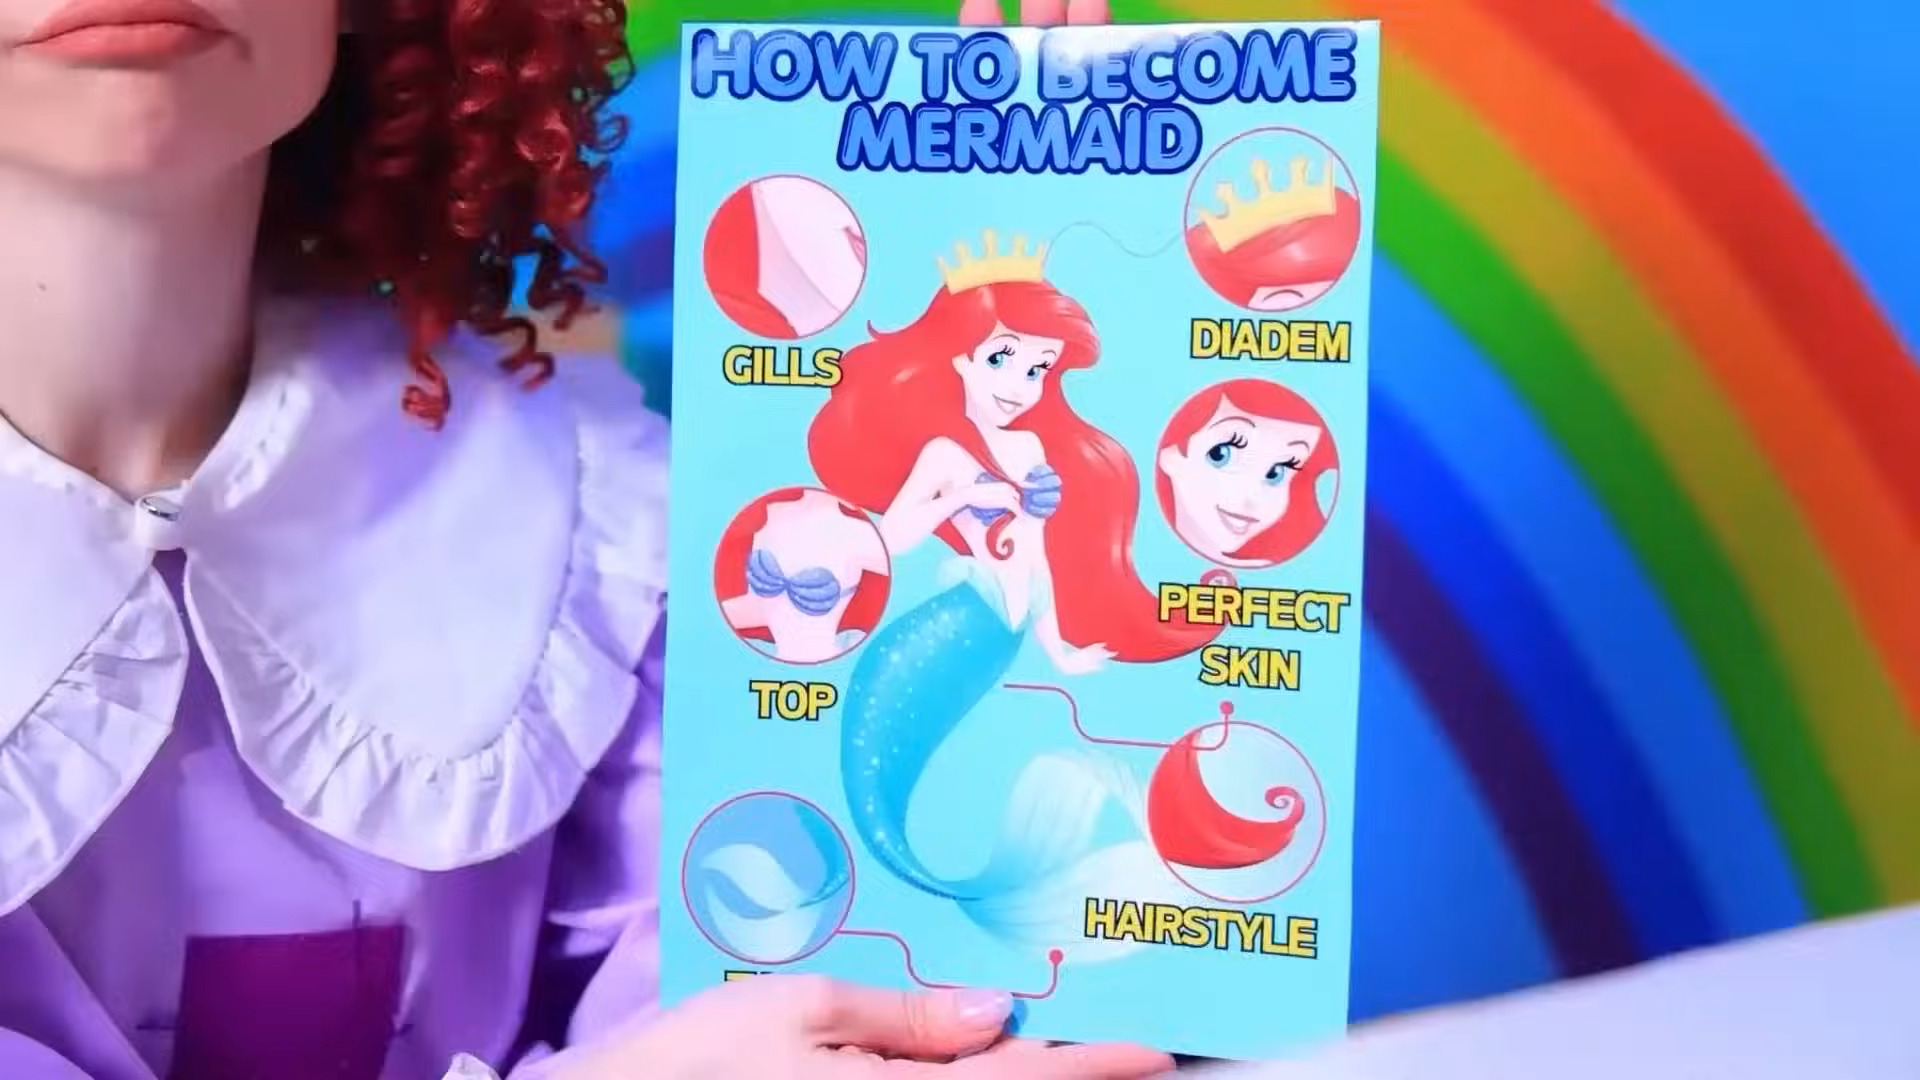 HOW TO BECOME
MERMAID
DIADEM
GILLS
PERFECT
SKIN
TOP
HAIRSTYLE